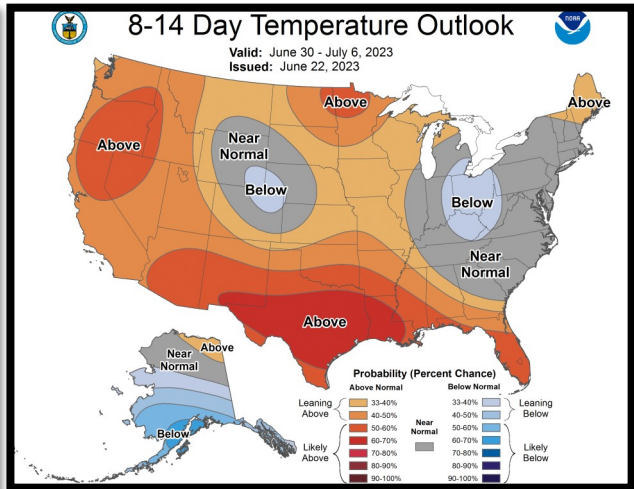 8-14 Day Temperature Outlook
Valid: June 30 - July 6, 2023
Issued: June 22, 2023
NOAA
Above
Above
Above
Near
Normal
Below
Below
Near
Normal
Above
Above
Near
Normal
Below
Probability (Percent Chance)
Above Normal
Below Normal
Leaning
Above
33-40%
40-50%
Likely
Above
50-60%
60-70%
70-80%
80-90%
90-100%
Near
Normal
33-40%
40-50%
Leaning
Below
50-60%
60-70%
70-80%
80-90%
90-100%
Likely
Below